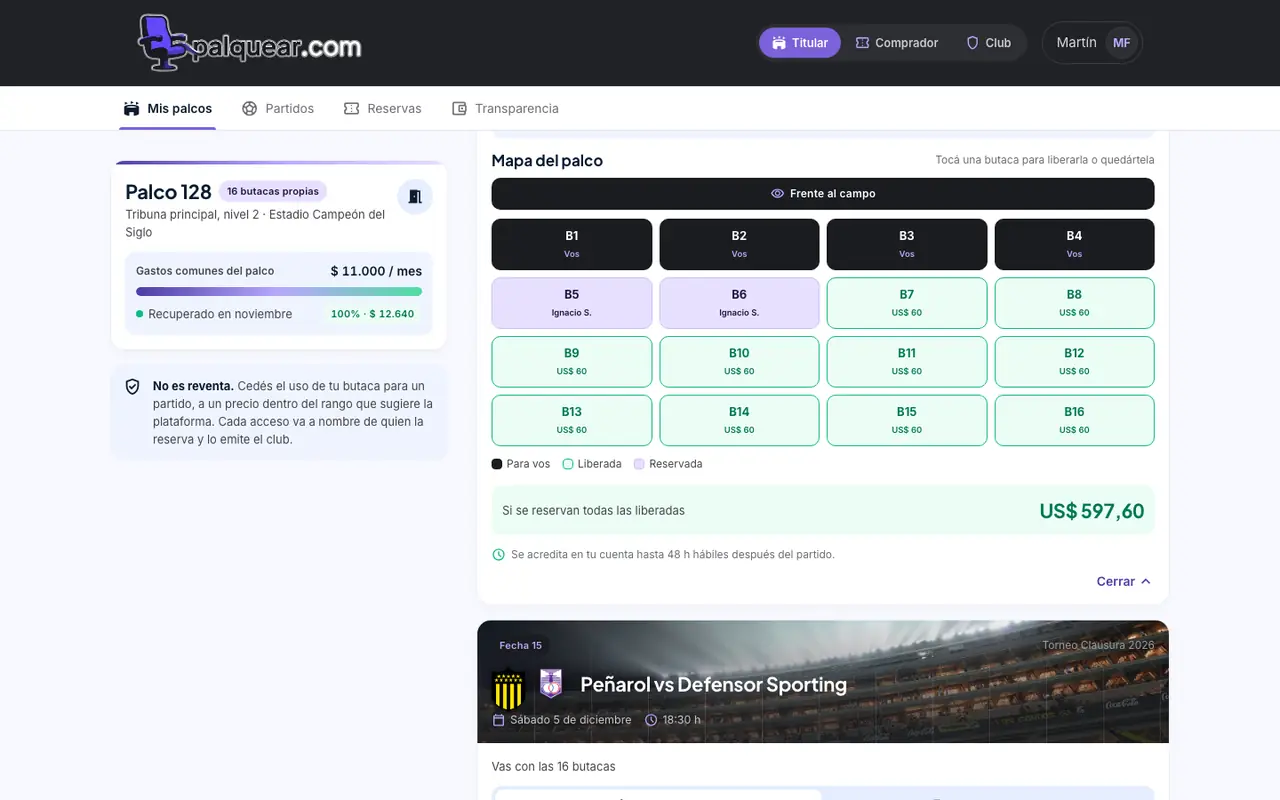 palquear.com
Titular
Comprador
Club
Martín
MF
Mis palcos
Partidos
Reservas
Transparencia
Palco 128
16 butacas propias
Tribuna principal, nivel 2 · Estadio Campeón del
Siglo
Gastos comunes del palco
$ 11.000 / mes
Recuperado en noviembre
100% · $ 12.640
No es reventa. Cedés el uso de tu butaca para un
partido, a un precio dentro del rango que sugiere la
plataforma. Cada acceso va a nombre de quien la
reserva y lo emite el club.
Mapa del palco
Tocá una butaca para liberarla o quedártela
Frente al campo
B1
Vos
B2
Vos
B3
Vos
B4
Vos
B5
Ignacio S.
B6
Ignacio S.
B7
US$ 60
B8
US$ 60
B9
US$ 60
B10
US$ 60
B11
US$ 60
B12
US$ 60
B13
US$ 60
B14
US$ 60
B15
US$ 60
B16
US$ 60
Para vos
Liberada
Reservada
Si se reservan todas las liberadas
US$ 597,60
Se acredita en tu cuenta hasta 48 h hábiles después del partido.
Cerrar
Fecha 15
Torneo Clausura 2026
Peñarol vs Defensor Sporting
Sábado 5 de diciembre
18:30 h
Coca-Cola
Vas con las 16 butacas